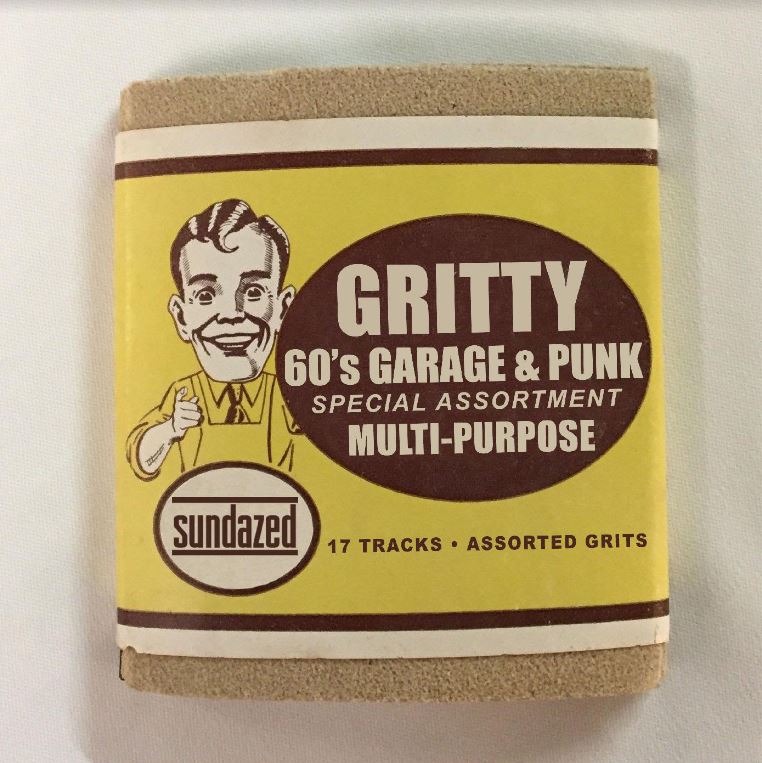 GRITTY
60's GARAGE & PUNK
SPECIAL ASSORTMENT
MULTI-PURPOSE
sundazed
17 TRACKS • ASSORTED GRITS